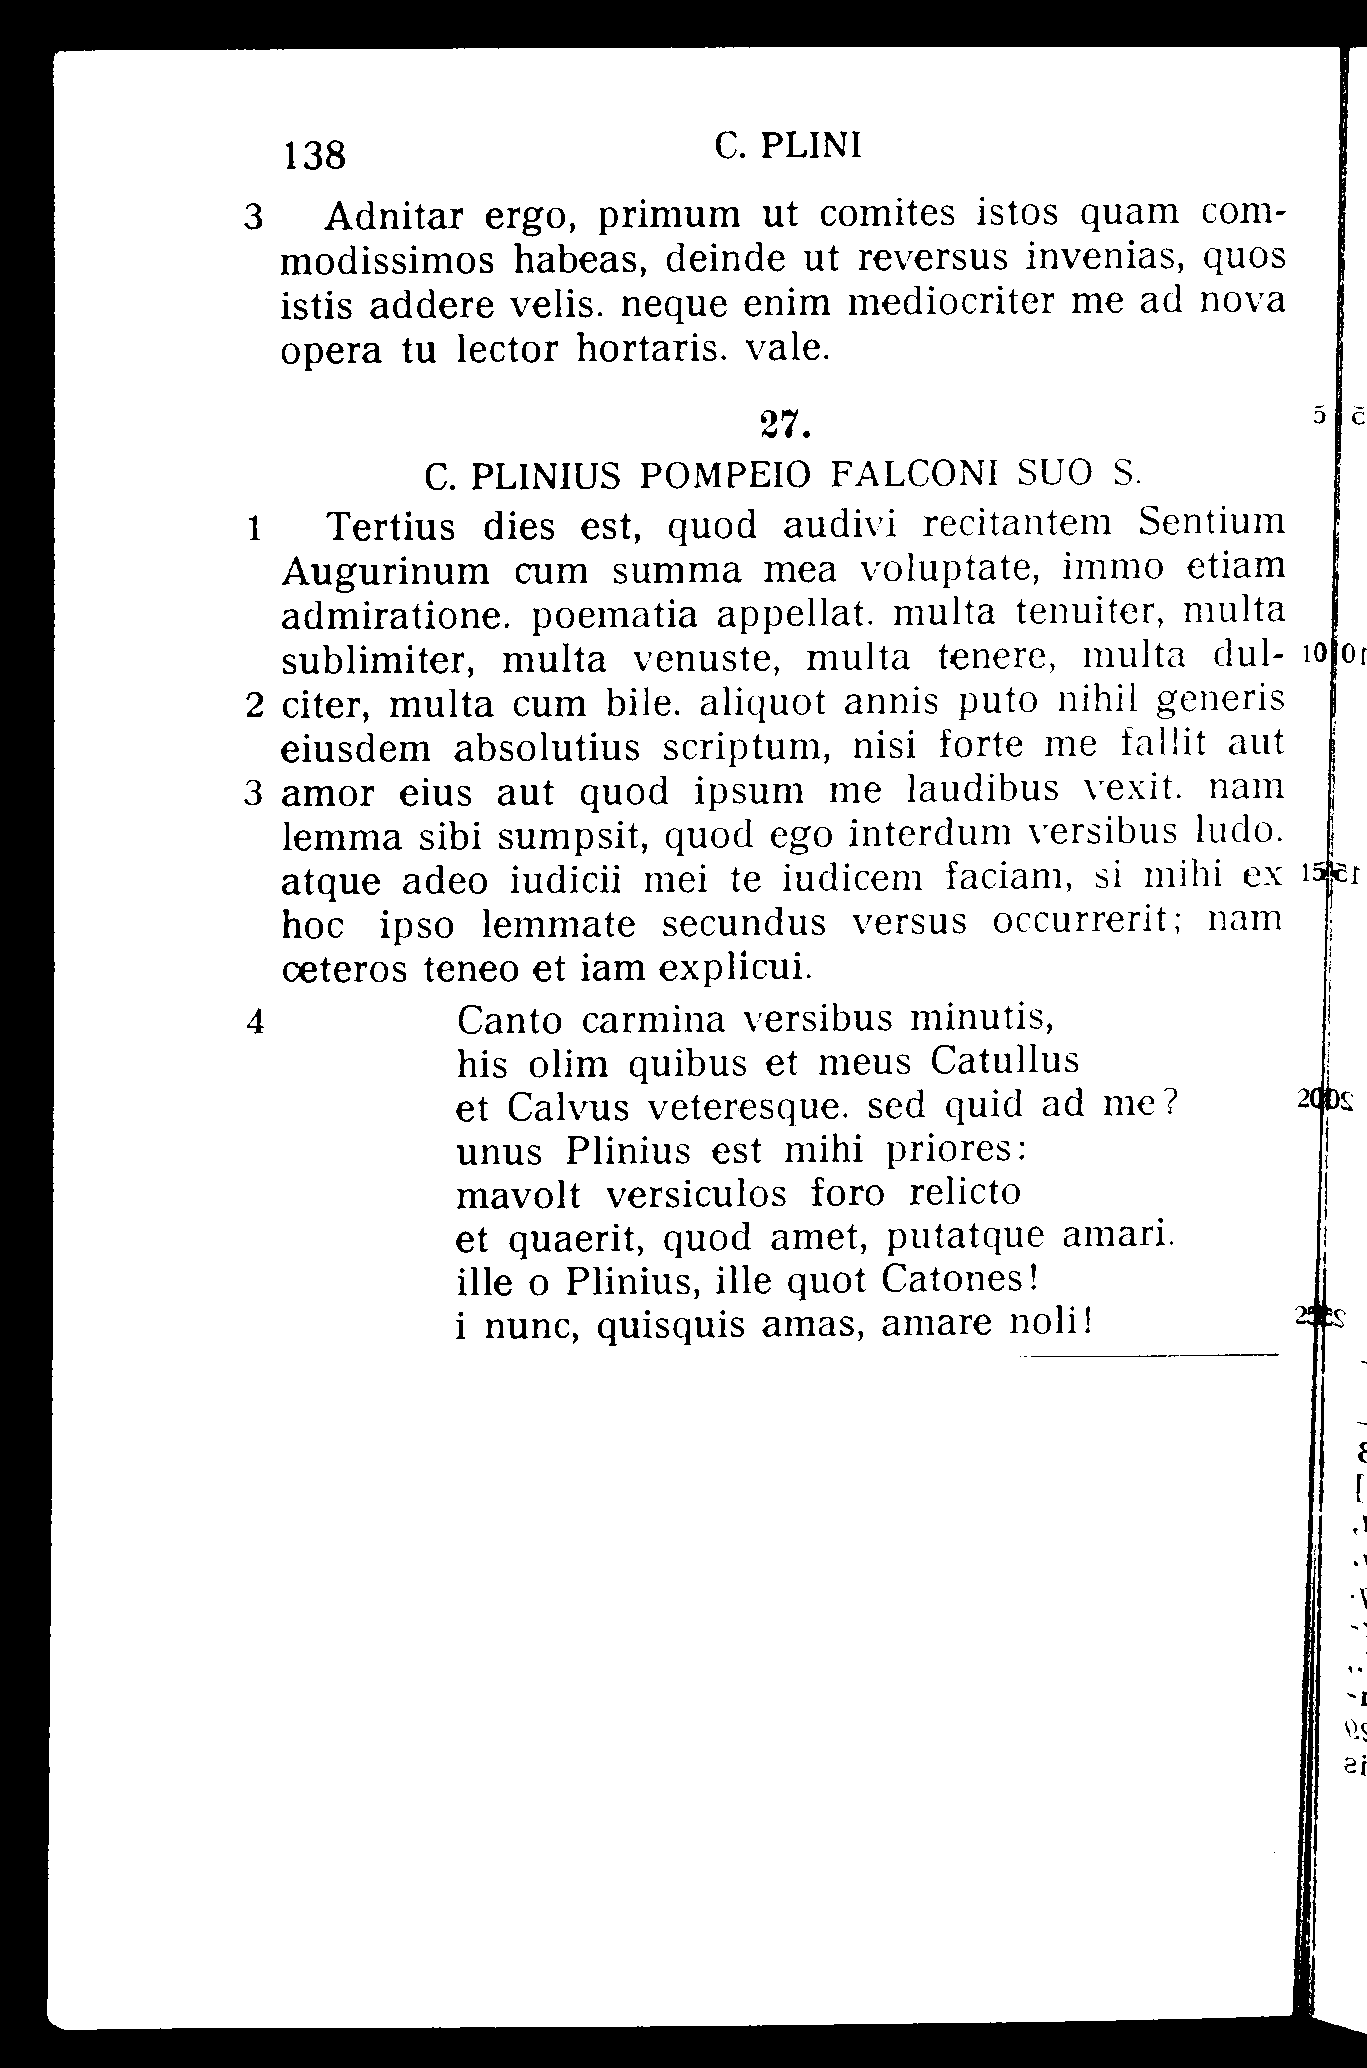 138 C. PLINI
3 Adnitar ergo, primum ut comites istos quam com-
modissimos habeas, deinde ut reversus invenias, quos
istis addere velis. neque enim mediocriter me ad nova
opera tu lector hortaris. vale.
27. 5
C. PLINIUS POMPEIO FALCONI SUO S.
1 Tertius dies est, quod audivi recitantem Sentium
Augurinum cum summa mea voluptate, immo etiam
admiratione. poematia appellat. multa tenuiter, multa
sublimiter, multa venuste, multa tenere, multa dul- 10
2 citer, multa cum bile. aliquot annis puto nihil generis
eiusdem absolutius scriptum, nisi forte me fallit aut
3 amor eius aut quod ipsum me laudibus vexit. nam
lemma sibi sumpsit, quod ego interdum versibus ludo.
atque adeo iudicii mei te iudicem faciam, si mihi ex 15
hoc ipso lemmate secundus versus occurrerit; nam
ceteros teneo et iam explicui.
4 Canto carmina versibus minutis,
his olim quibus et meus Catullus
et Calvus veteresque. sed quid ad me? 20
unus Plinius est mihi priores:
mavolt versiculos foro relicto
et quaerit, quod amet, putatque amari.
ille o Plinius, ille quot Catones!
i nunc, quisquis amas, amare noli! 25